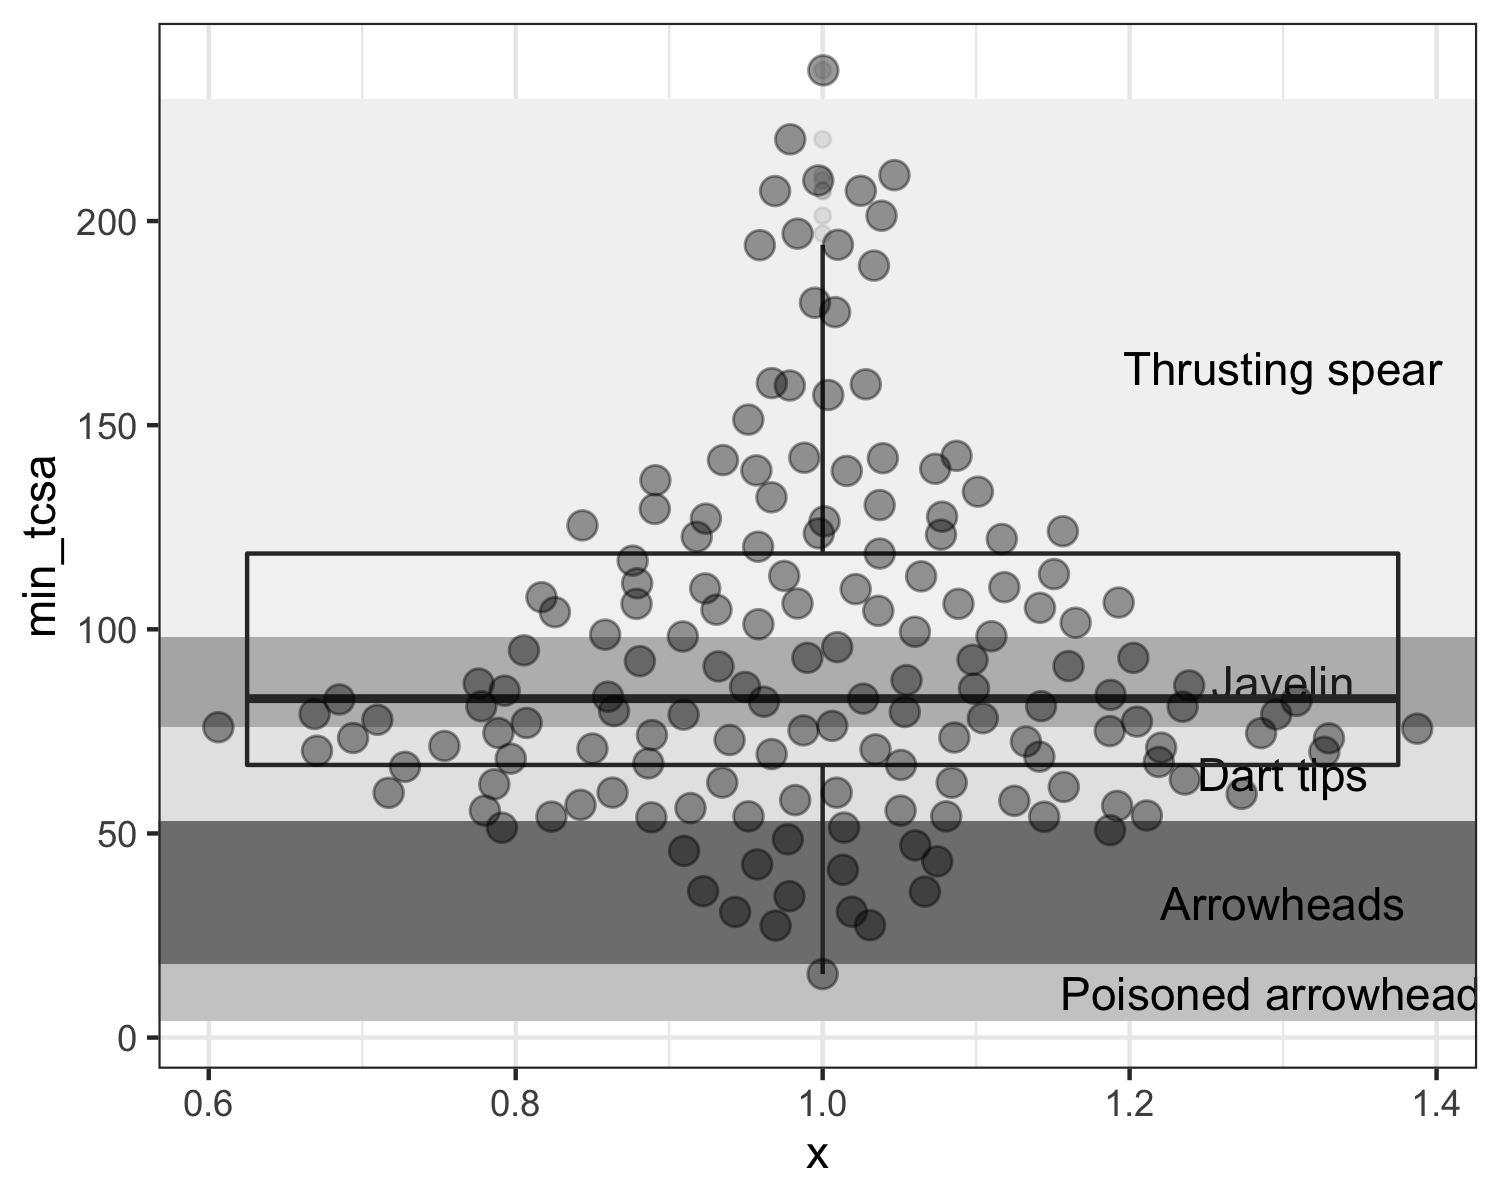 200
150
100
50
0
min_tcsa
Thrusting spear
Javelin
Dart tips
Arrowheads
Poisoned arrowhead
0.6
0.8
1.0
1.2
1.4
x